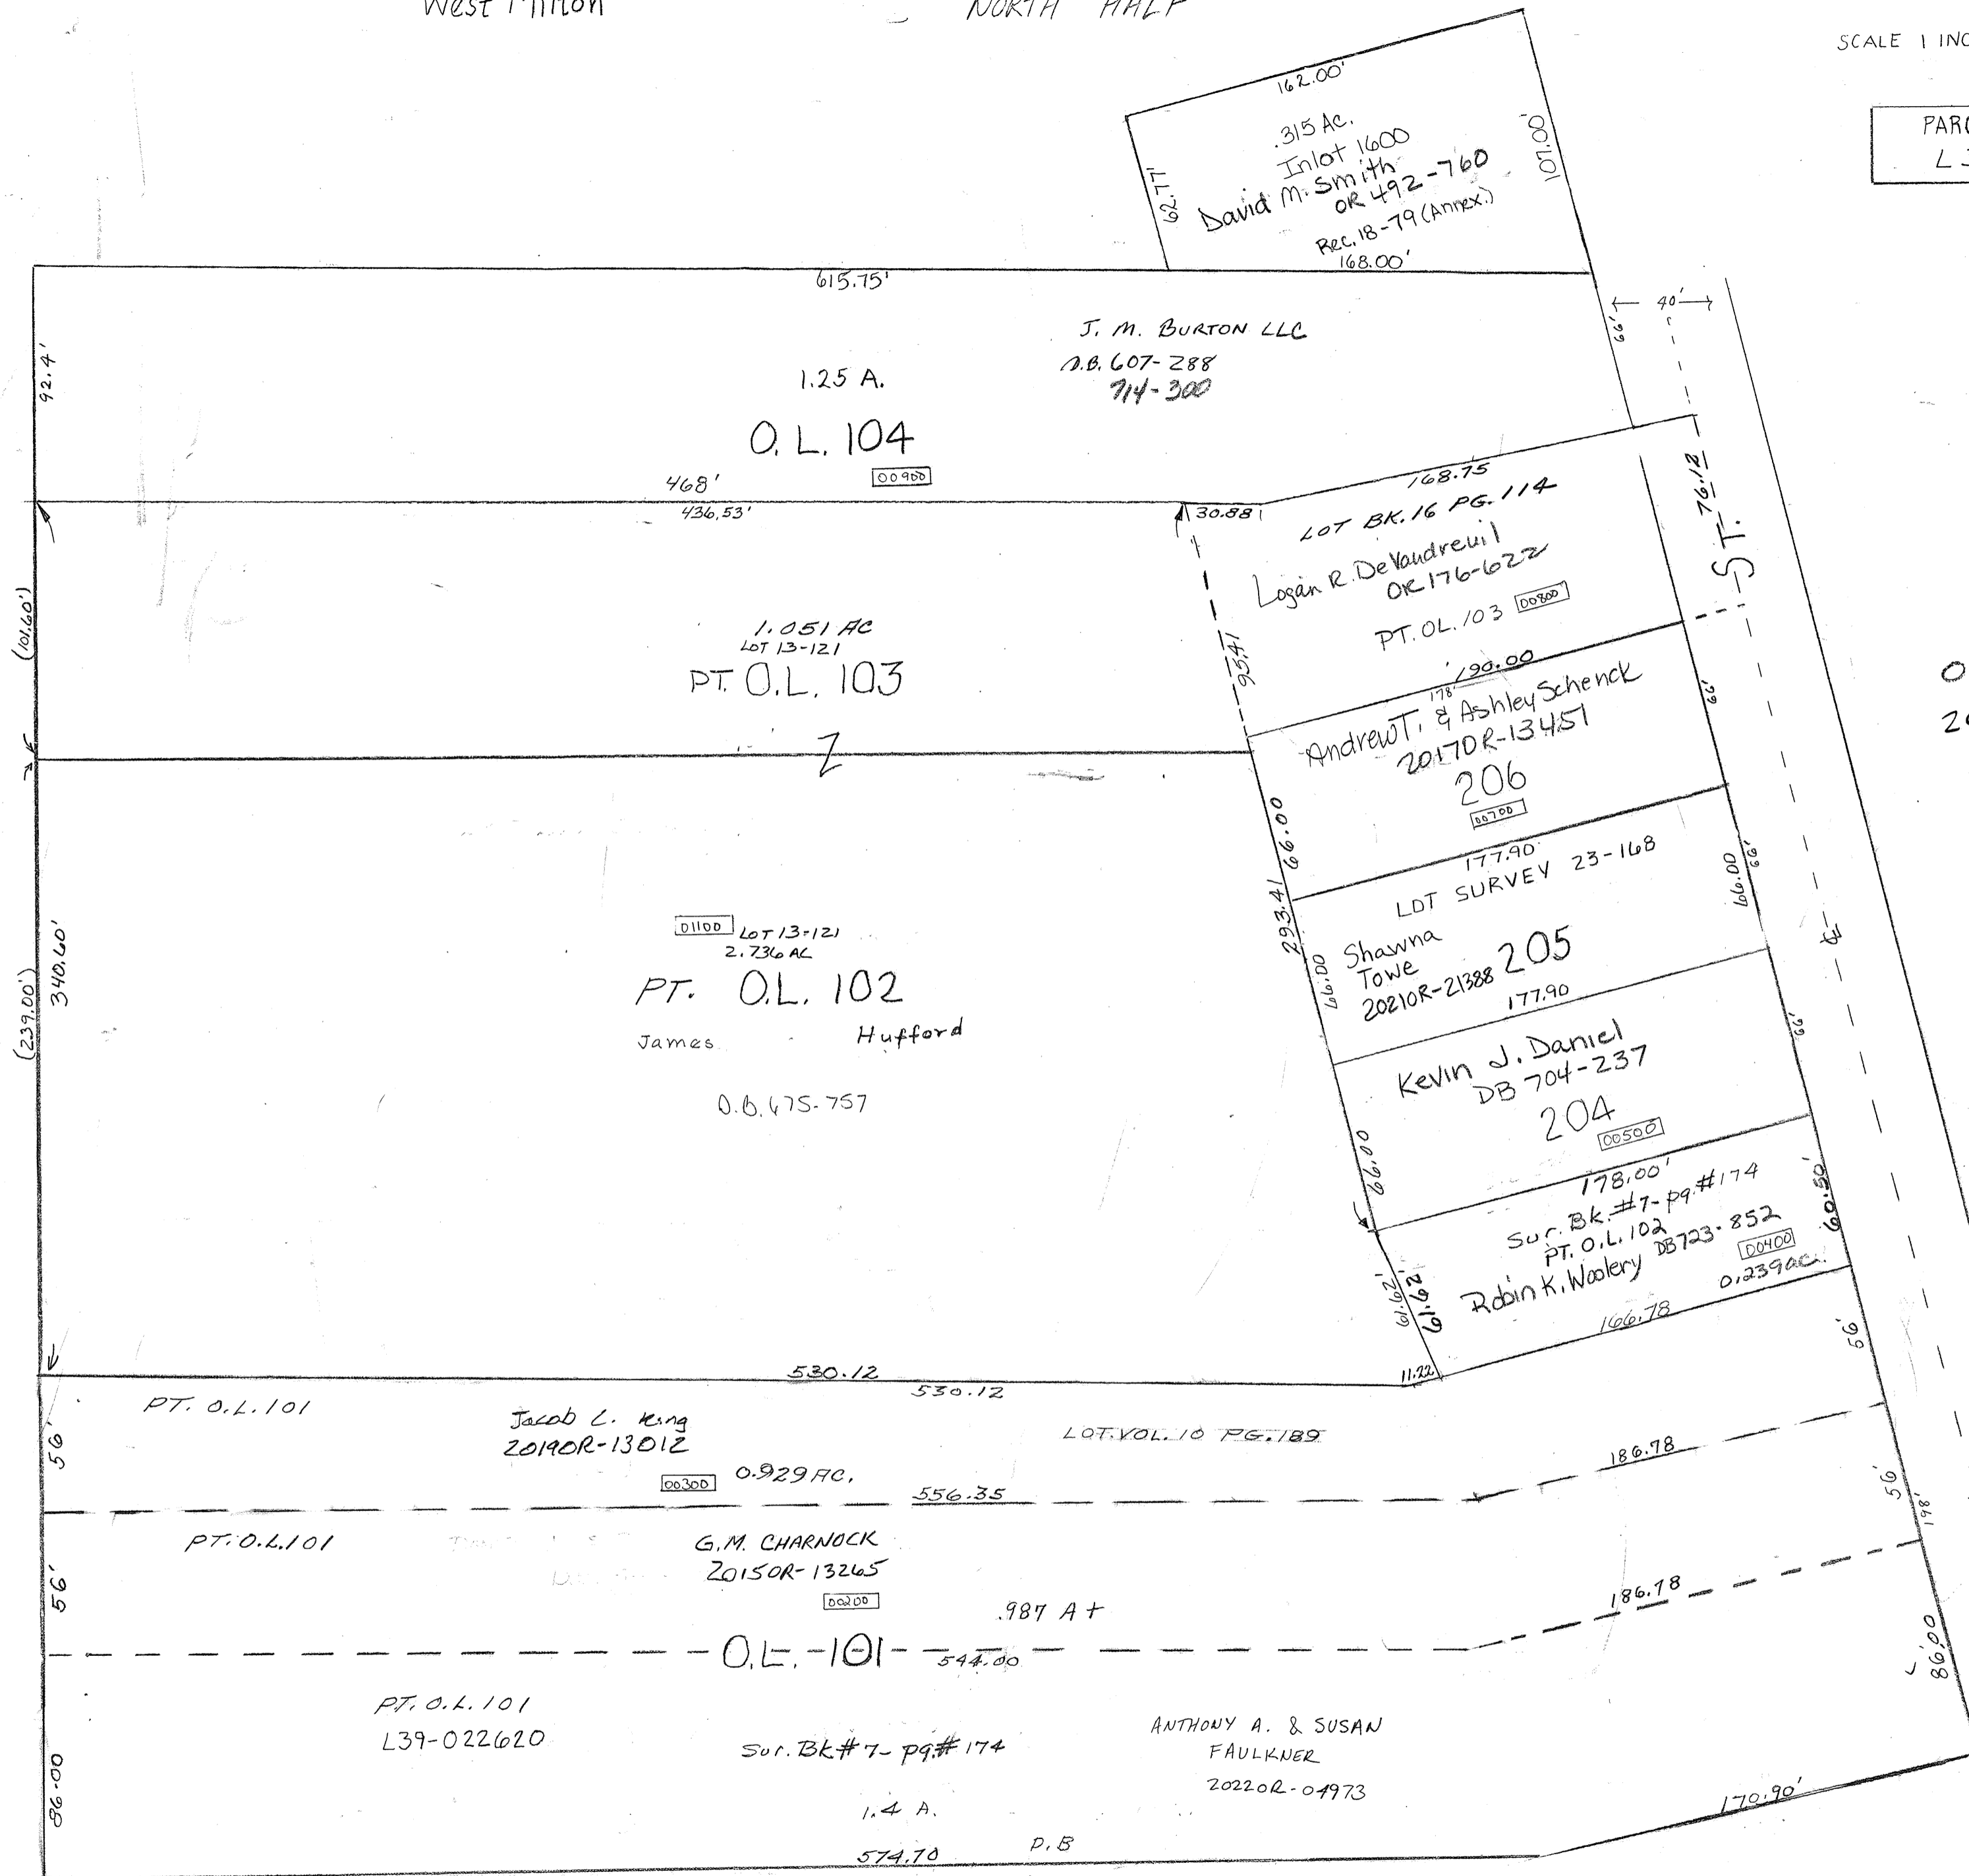 West Milton
NORTH HALF
SCALE 1 INC
PARC
L 3
162.00'
.315 Ac.
Inlot 1600
David M. Smith
OR 492-760
Rec. 18-79 (Annex.)
168.00'
62.77'
107.00'
615.75'
40'
66'
92.4'
J. M. BURTON LLC
D.B. 607-288
714-300
1.25 A.
O.L. 104
00900
468'
436.53'
30.88'
168.75
LOT BK. 16 PG. 114
Logan R. DeVaudreuil
OR 176-622
PT. OL. 103 00800
76.12
ST.
(101.60')
1.051 AC
LOT 13-121
PT. O.L. 103
95.41
190.00
178'
Andrew T. & Ashley Schenck
2017OR-13451
206
00700
66'
66.00
177.90
LOT SURVEY 23-168
293.41
66.00
66'
Shawna
Towe
2021OR-21388 205
66.00
177.90
01100 LOT 13-121
2.736 AC
PT. O.L. 102
James Hufford
D.B. 675-757
340.60'
(239.00')
Kevin J. Daniel
DB 704-237
204
00500
66'
66.00
178.00'
Sur. Bk. #7- pg. #174
PT. O.L. 102
Robin K. Woolery DB 723-852
00400
0.239 ac.
60.50'
61.62'
61.62'
166.78
11.22
530.12
530.12
56'
PT. O.L. 101
Jacob L. King
2019OR-13012
LOT. VOL. 10 PG. 189
00300 0.929 AC.
56'
556.35
186.78
PT. O.L. 101
G.M. CHARNOCK
2015OR-13265
00200
.987 A +
56'
56'
198'
O.L. 101
544.00
186.78
86.00
PT. O.L. 101
L39-022620
Sur. Bk # 7- pg. # 174
ANTHONY A. & SUSAN
FAULKNER
2022OR-04973
86.00
1.4 A.
170.90'
574.70
D.B